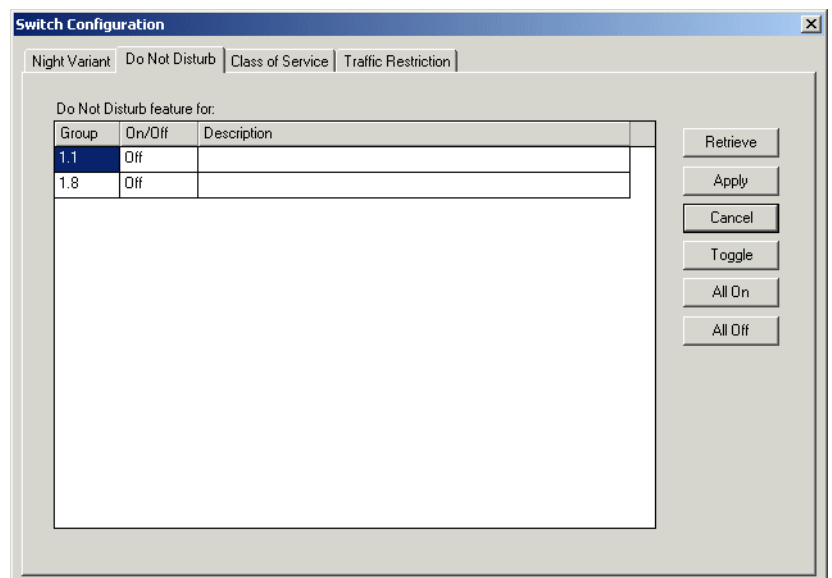 Switch Configuration
Night Variant Do Not Disturb Class of Service Traffic Restriction
Do Not Disturb feature for:
Group On/Off Description
1.1 Off
1.8 Off
Retrieve
Apply
Cancel
Toggle
All On
All Off